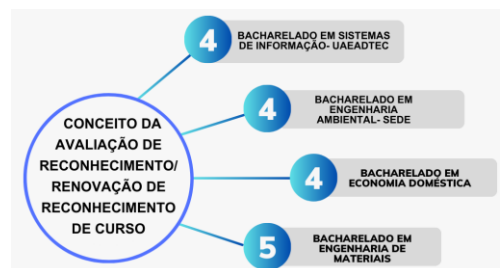 CONCEITO DA
AVALIAÇÃO DE
RECONHECIMENTO/
RENOVAÇÃO DE
RECONHECIMENTO
DE CURSO
4
BACHARELADO EM SISTEMAS
DE INFORMAÇÃO- UAEADTEC
4
BACHARELADO EM
ENGENHARIA
AMBIENTAL- SEDE
4
BACHARELADO EM
ECONOMIA DOMÉSTICA
5
BACHARELADO EM
ENGENHARIA DE
MATERIAIS